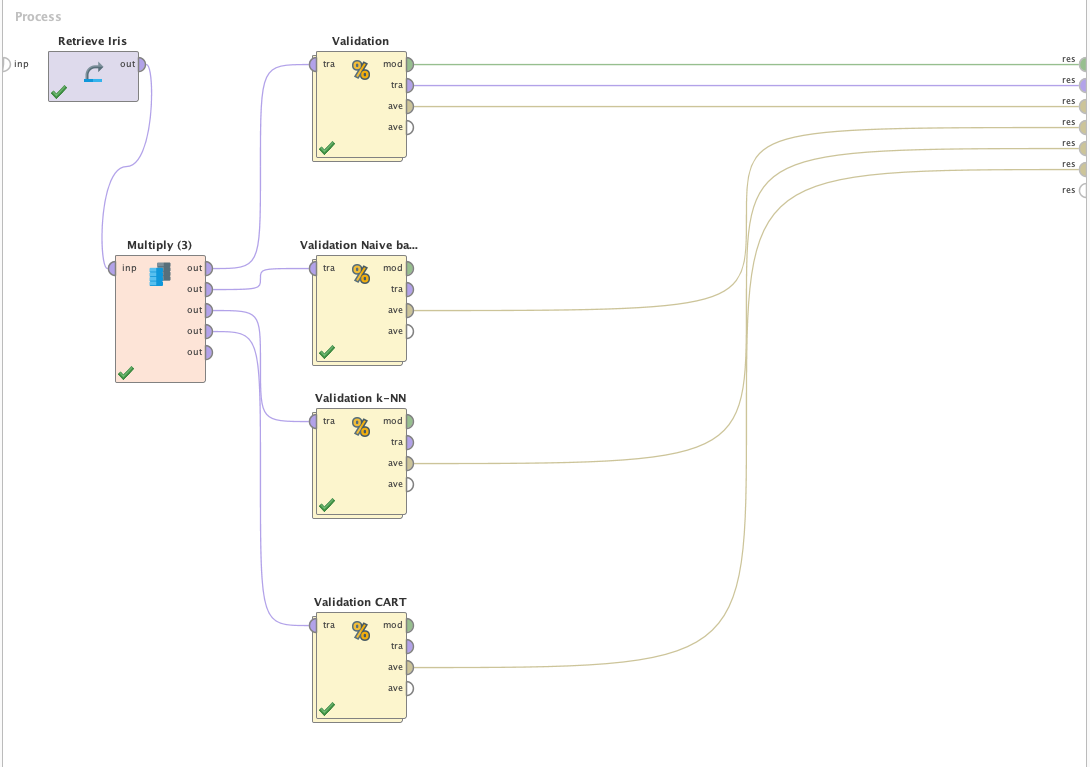 Process
Retrieve Iris
inp
out
Validation
tra
mod
tra
ave
ave
res
res
res
res
res
res
res
Multiply (3)
inp
out
out
out
out
out
Validation Naive ba...
tra
mod
tra
ave
ave
Validation k-NN
tra
mod
tra
ave
ave
Validation CART
tra
mod
tra
ave
ave